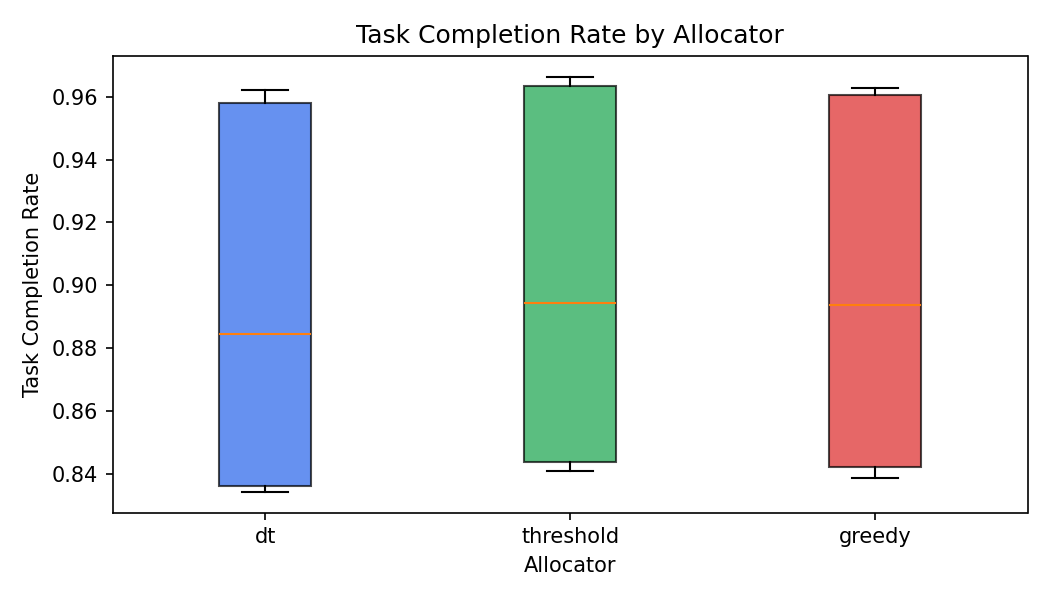 Task Completion Rate by Allocator
Task Completion Rate
0.96
0.94
0.92
0.90
0.88
0.86
0.84
dt threshold greedy
Allocator